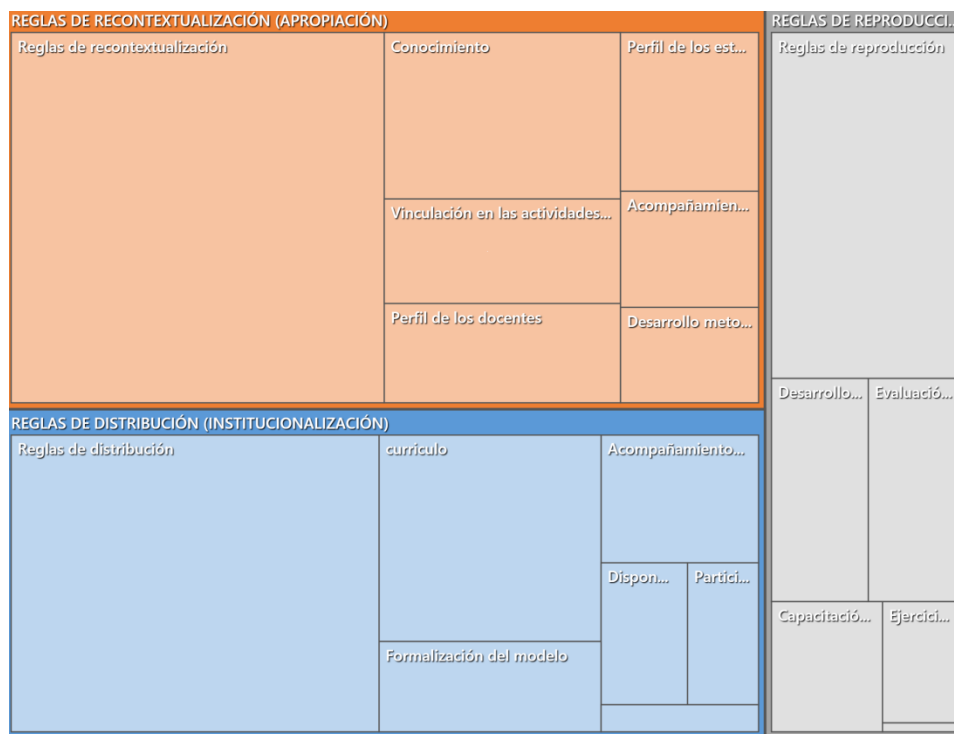 REGLAS DE RECONTEXTUALIZACIÓN (APROPIACIÓN)
Reglas de recontextualización
Conocimiento
Perfil de los est...
Vinculación en las actividades...
Acompañamien...
Perfil de los docentes
Desarrollo meto...
REGLAS DE DISTRIBUCIÓN (INSTITUCIONALIZACIÓN)
Reglas de distribución
curriculo
Acompañamiento...
Dispon...
Partici...
Formalización del modelo
REGLAS DE REPRODUCCI...
Reglas de reproducción
Desarrollo...
Evaluació...
Capacitació...
Ejercici...